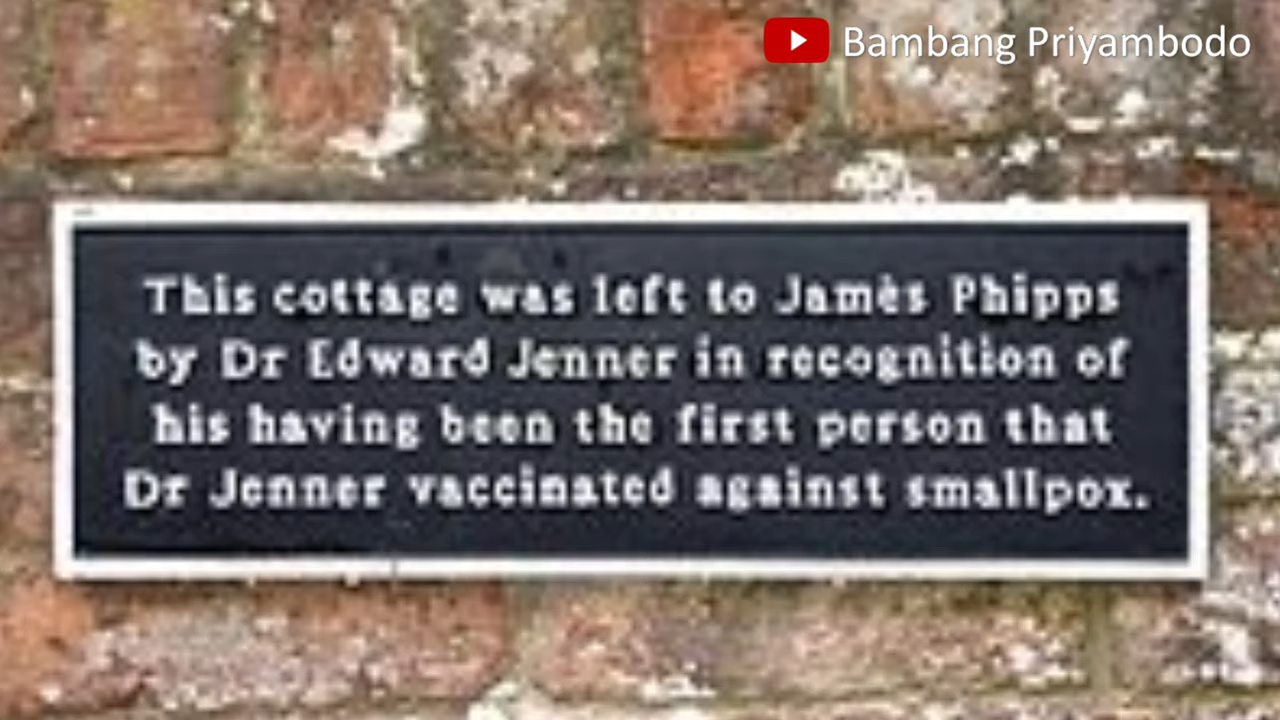 Bambang Priyambodo
This cottage was left to James Phipps
by Dr Edward Jenner in recognition of
his having been the first person that
Dr Jenner vaccinated against smallpox.